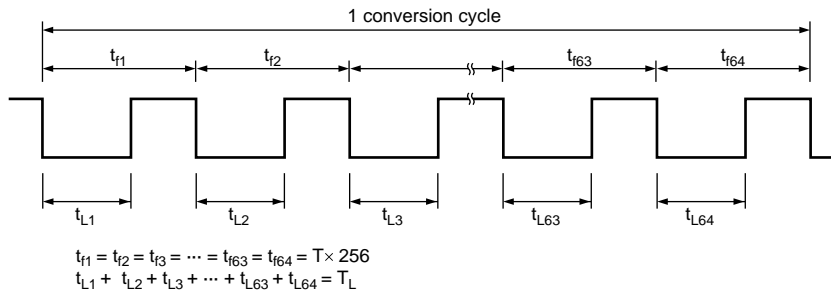 1 conversion cycle
tf1 tf2 tf63 tf64
tL1 tL2 tL3 tL63 tL64
tf1 = tf2 = tf3 = ··· = tf63 = tf64 = T × 256
tL1 + tL2 + tL3 + ··· + tL63 + tL64 = TL